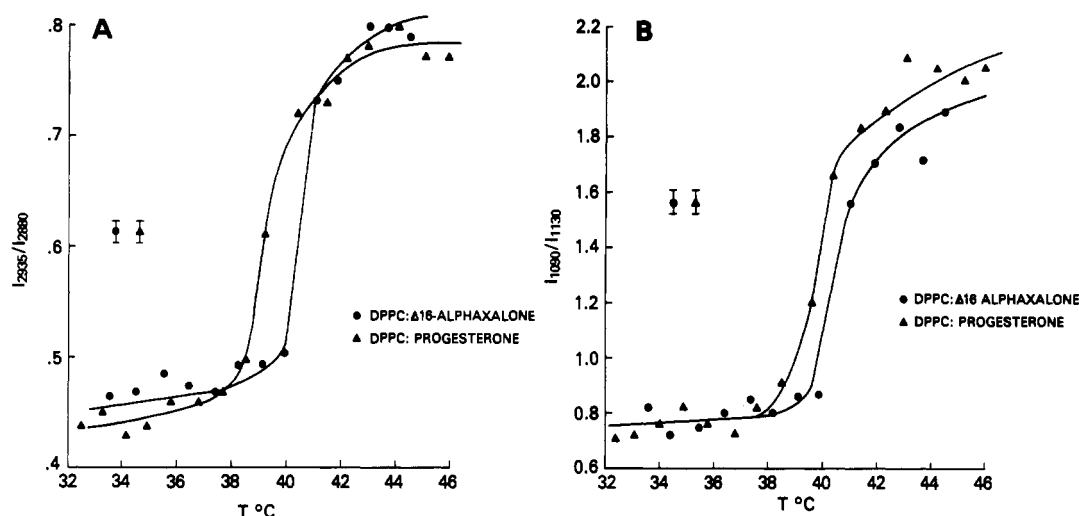 A
.8
.7
.6
.5
.4
I2935/I2880
32 34 36 38 40 42 44 46
T °C
● DPPC:Δ16-ALPHAXALONE
▲ DPPC: PROGESTERONE
B
2.2
2.0
1.8
1.6
1.4
1.2
1.0
0.8
0.6
I1090/I1130
32 34 36 38 40 42 44 46
T °C
● DPPC:Δ16 ALPHAXALONE
▲ DPPC: PROGESTERONE